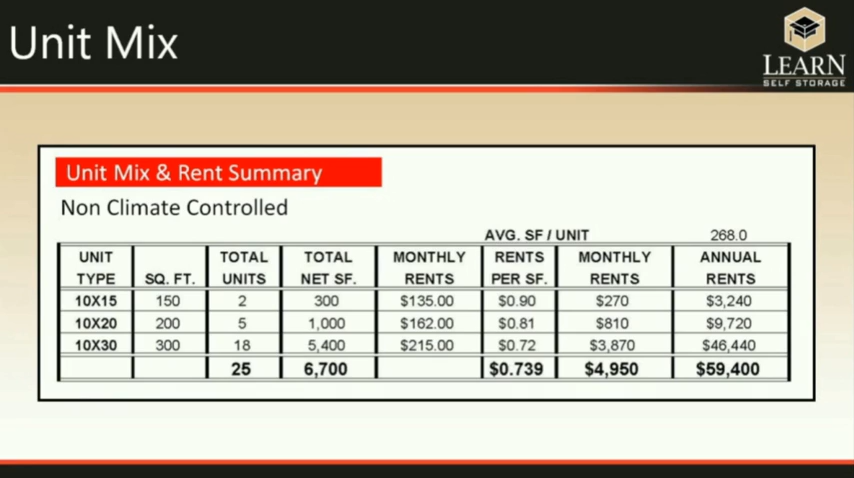 Unit Mix
LEARN
SELF STORAGE
Unit Mix & Rent Summary
Non Climate Controlled
AVG. SF / UNIT 268.0
UNIT TOTAL TOTAL MONTHLY RENTS MONTHLY ANNUAL
TYPE SQ. FT. UNITS NET SF. RENTS PER SF. RENTS RENTS
10X15 150 2 300 $135.00 $0.90 $270 $3,240
10X20 200 5 1,000 $162.00 $0.81 $810 $9,720
10X30 300 18 5,400 $215.00 $0.72 $3,870 $46,440
25 6,700 $0.739 $4,950 $59,400